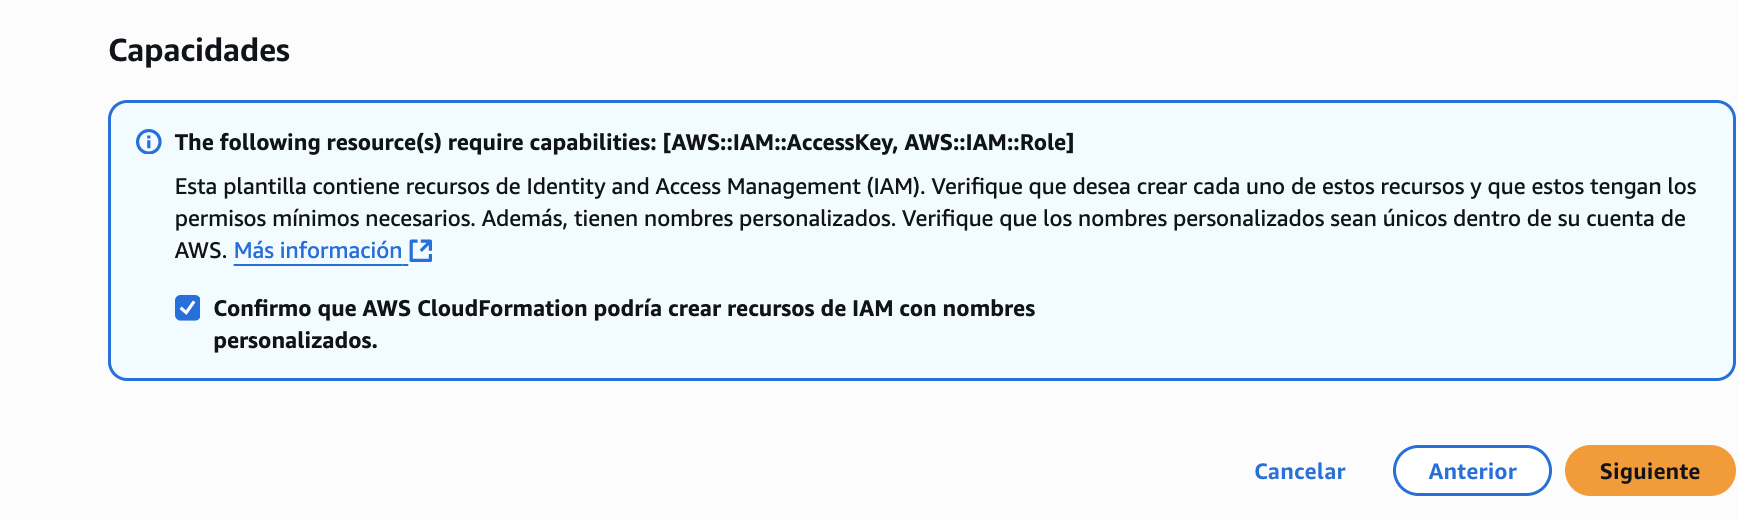 Capacidades
The following resource(s) require capabilities: [AWS::IAM::AccessKey, AWS::IAM::Role]
Esta plantilla contiene recursos de Identity and Access Management (IAM). Verifique que desea crear cada uno de estos recursos y que estos tengan los
permisos mínimos necesarios. Además, tienen nombres personalizados. Verifique que los nombres personalizados sean únicos dentro de su cuenta de
AWS. Más información
Confirmo que AWS CloudFormation podría crear recursos de IAM con nombres
personalizados.
Cancelar Anterior Siguiente